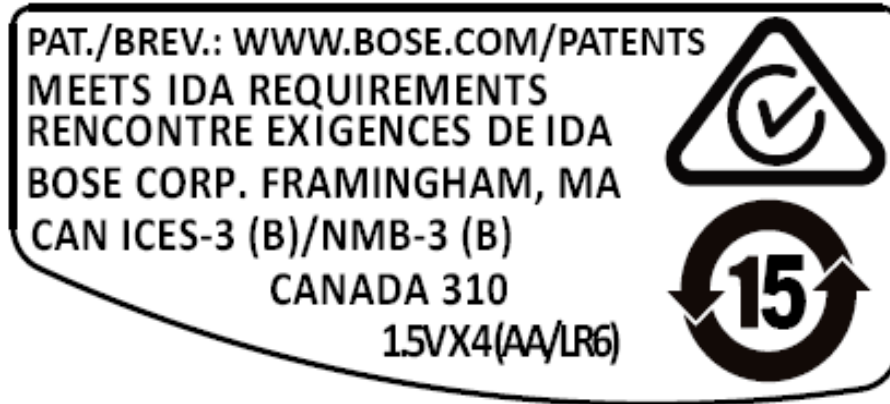 PAT./BREV.: WWW.BOSE.COM/PATENTS
MEETS IDA REQUIREMENTS
RENCONTRE EXIGENCES DE IDA
BOSE CORP. FRAMINGHAM, MA
CAN ICES-3 (B)/NMB-3 (B)
CANADA 310
1.5VX4(AA/LR6)
15